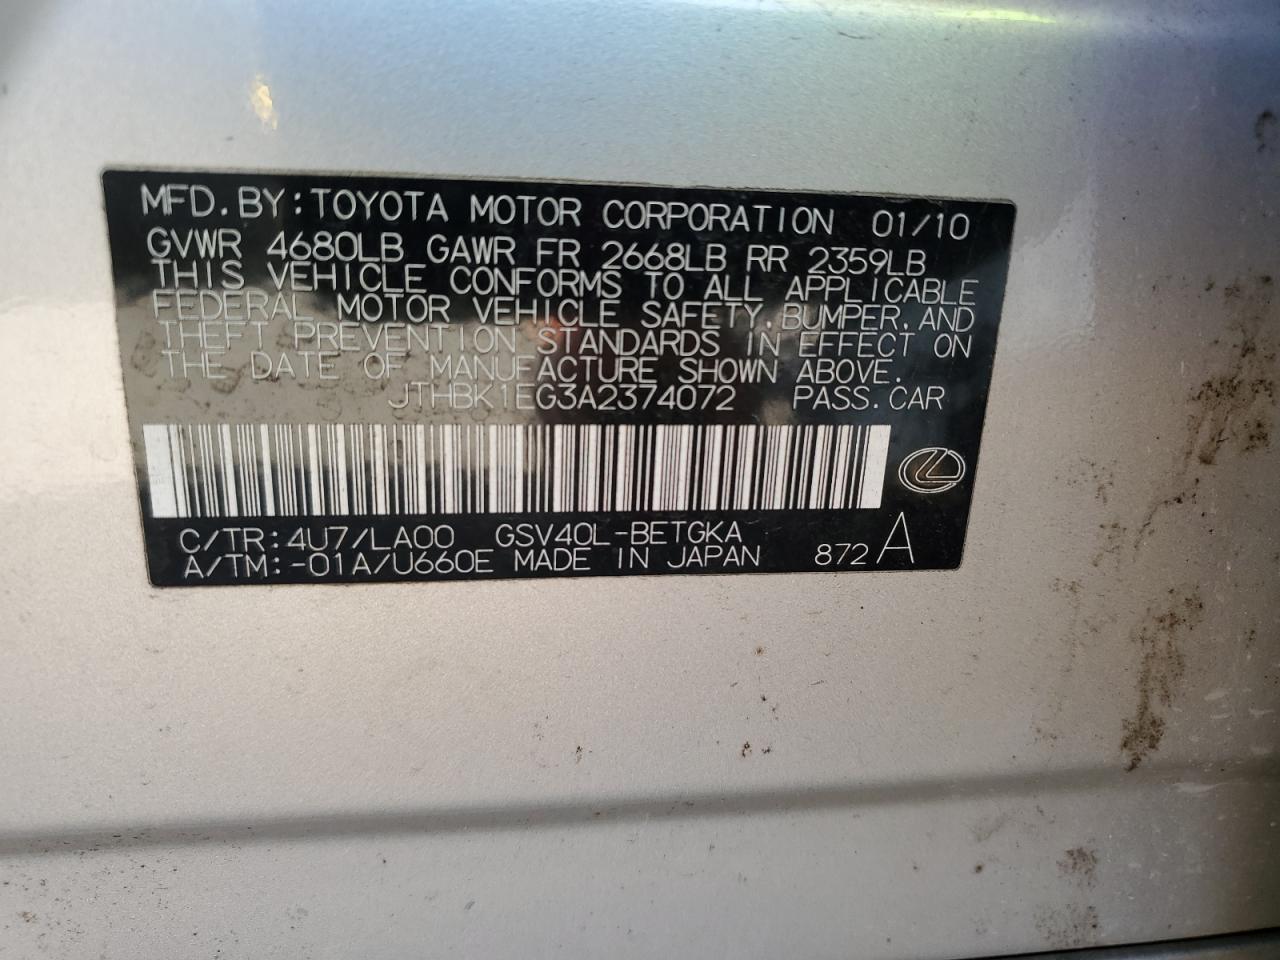 MFD. BY: TOYOTA MOTOR CORPORATION 01/10
GVWR 4680LB GAWR FR 2668LB RR 2359LB
THIS VEHICLE CONFORMS TO ALL APPLICABLE
FEDERAL MOTOR VEHICLE SAFETY, BUMPER, AND
THEFT PREVENTION STANDARDS IN EFFECT ON
THE DATE OF MANUFACTURE SHOWN ABOVE.
JTHBK1EG3A2374072 PASS. CAR
C/TR: 4U7/LA00 GSV40L-BETGKA
A/TM: -01A/U660E MADE IN JAPAN 872 A